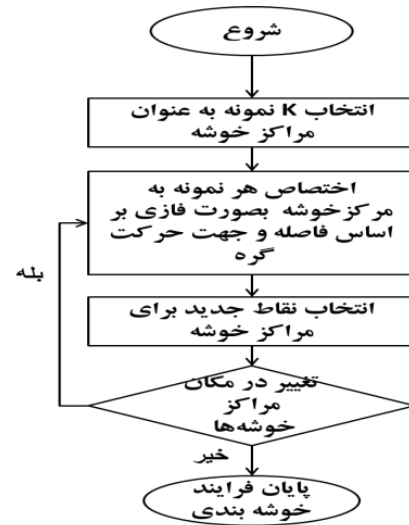 شروع
انتخاب K نمونه به عنوان
مراکز خوشه
اختصاص هر نمونه به
مرکزخوشه بصورت فازی بر
اساس فاصله و جهت حرکت
گره
بله
انتخاب نقاط جدید برای
مراکز خوشه
تغییر در مکان
مراکز
خوشه‌ها
خیر
پایان فرایند
خوشه بندی